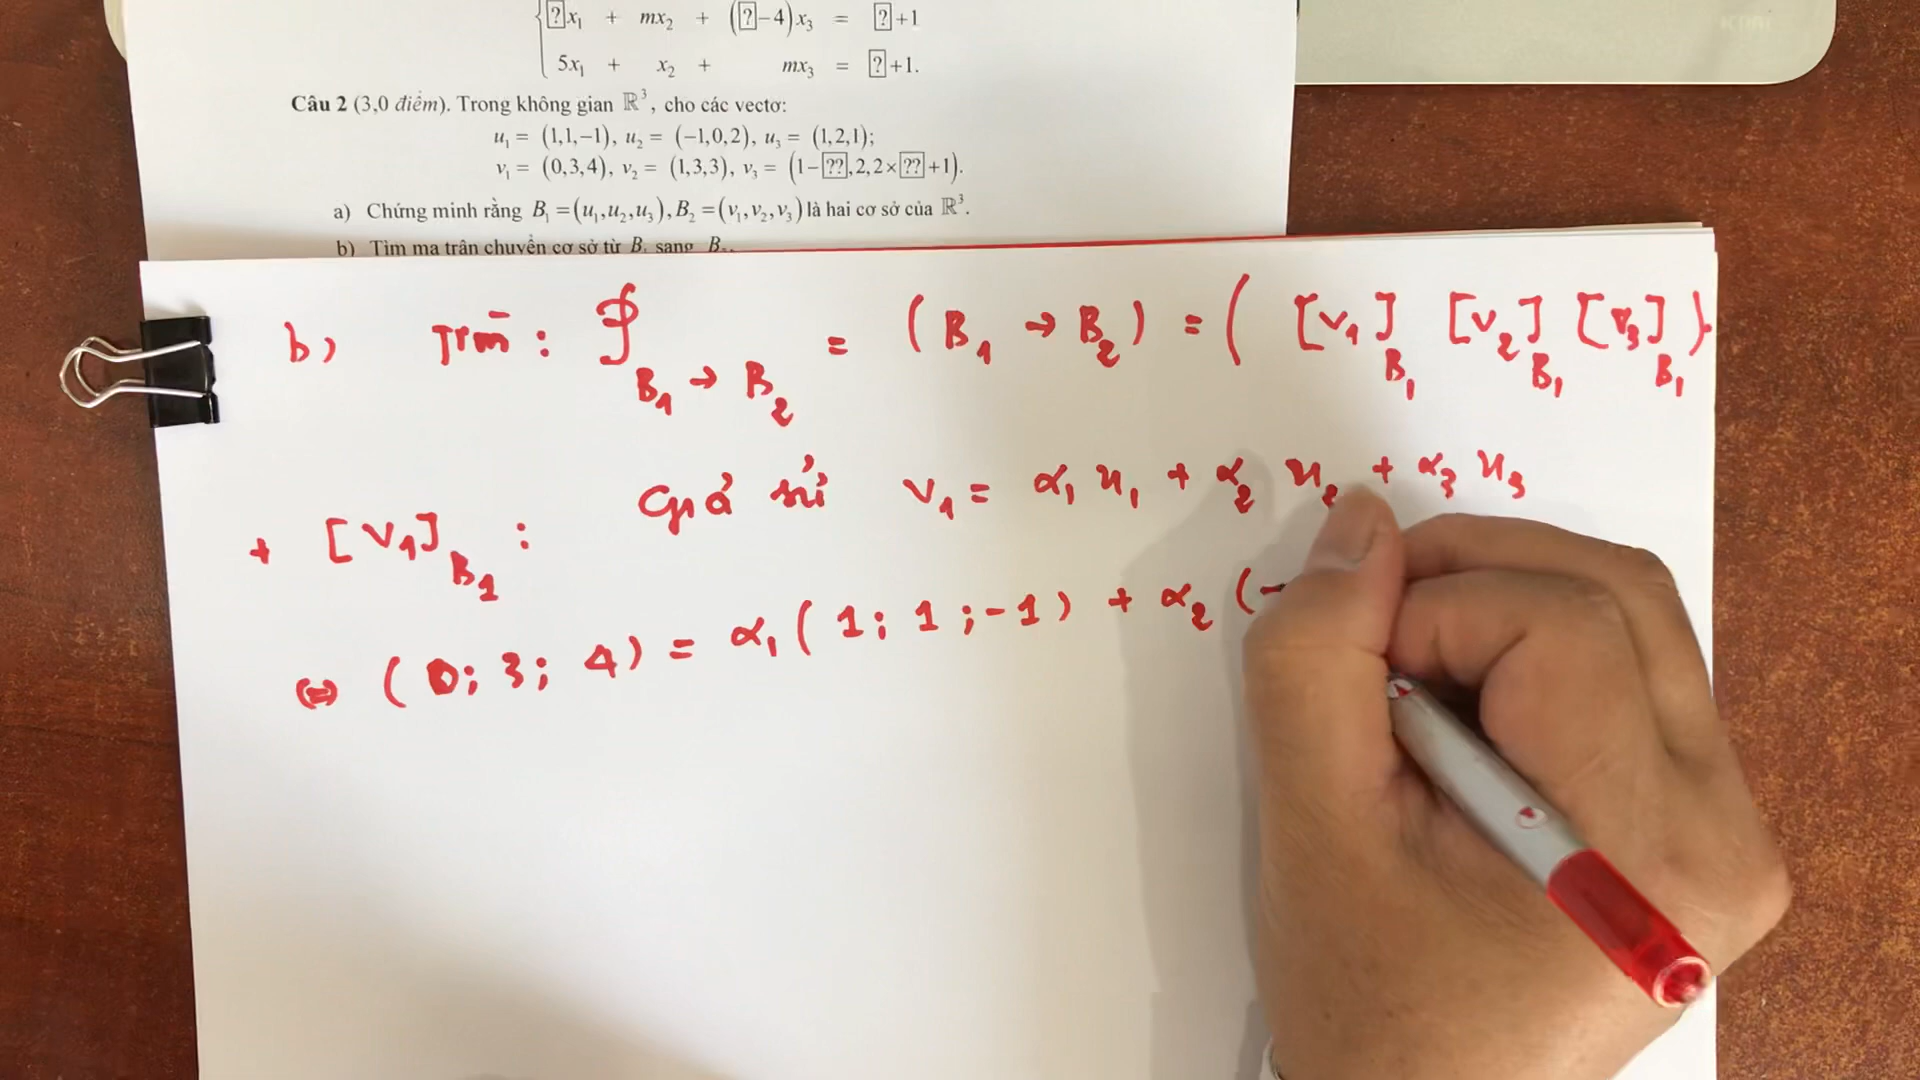 ⍰x₁ + mx₂ + (⍰−4)x₃ = ⍰+1
5x₁ + x₂ + mx₃ = ⍰+1.
Câu 2 (3,0 điểm). Trong không gian ℝ³, cho các vectơ:
u₁ = (1,1,−1), u₂ = (−1,0,2), u₃ = (1,2,1);
v₁ = (0,3,4), v₂ = (1,3,3), v₃ = (1−[??],2,2×[??]+1).
a) Chứng minh rằng B₁ =(u₁,u₂,u₃), B₂ =(v₁,v₂,v₃) là hai cơ sở của ℝ³.
b) Tìm ma trận chuyển cơ sở từ B₁ sang B₂.
b) Tìm : P B₁ → B₂ = (B₁ → B₂) = ( [v₁]B₁ [v₂]B₁ [v₃]B₁ )
+ [v₁]B₁ : Giả sử v₁ = α₁ u₁ + α₂ u₂ + α₃ u₃
⇔ (0; 3; 4) = α₁ (1; 1; -1) + α₂ (-